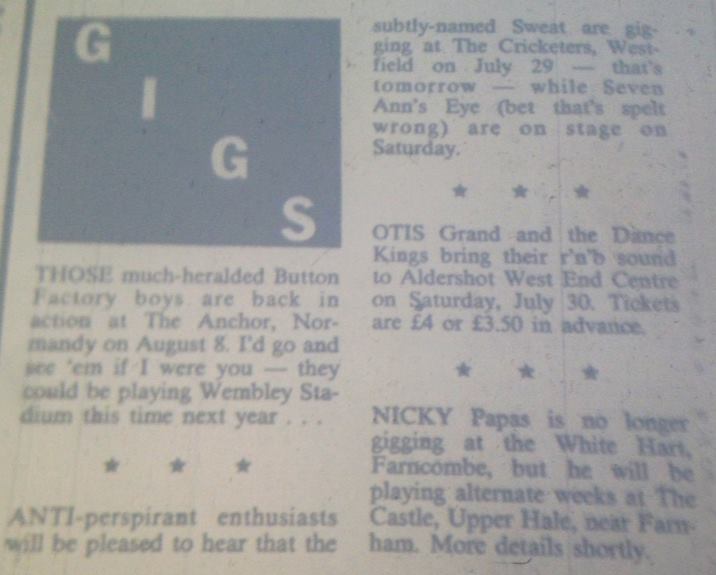 GIGS
THOSE much-heralded Button
Factory boys are back in
action at The Anchor, Nor-
mandy on August 8. I'd go and
see 'em if I were you — they
could be playing Wembley Sta-
dium this time next year . . .
★ ★ ★
ANTI-perspirant enthusiasts
will be pleased to hear that the
subtly-named Sweat are gig-
ging at The Cricketers, West-
field on July 29 — that's
tomorrow — while Seven
Ann's Eye (bet that's spelt
wrong) are on stage on
Saturday.
★ ★ ★
OTIS Grand and the Dance
Kings bring their r'n'b sound
to Aldershot West End Centre
on Saturday, July 30. Tickets
are £4 or £3.50 in advance.
★ ★ ★
NICKY Papas is no longer
gigging at the White Hart,
Farncombe, but he will be
playing alternate weeks at The
Castle, Upper Hale, near Farn-
ham. More details shortly.